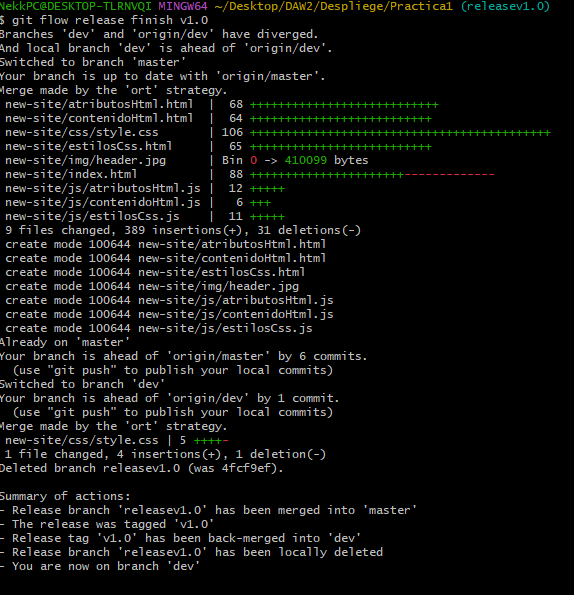 NekkPC@DESKTOP-TLRNVQI MINGW64 ~/Desktop/DAW2/Despliege/Practica1 (releasev1.0)
$ git flow release finish v1.0
Branches 'dev' and 'origin/dev' have diverged.
And local branch 'dev' is ahead of 'origin/dev'.
Switched to branch 'master'
Your branch is up to date with 'origin/master'.
Merge made by the 'ort' strategy.
 new-site/atributosHtml.html  |  68 +++++++++++++++++++++++++++
 new-site/contenidoHtml.html  |  64 ++++++++++++++++++++++++++
 new-site/css/style.css       | 106 +++++++++++++++++++++++++++++++++++++++++++
 new-site/estilosCss.html     |  65 ++++++++++++++++++++++++++
 new-site/img/header.jpg      | Bin 0 -> 410099 bytes
 new-site/index.html          |  88 ++++++++++++++++++++++-------------
 new-site/js/atributosHtml.js |  12 +++++
 new-site/js/contenidoHtml.js |   6 +++
 new-site/js/estilosCss.js    |  11 +++++
 9 files changed, 389 insertions(+), 31 deletions(-)
 create mode 100644 new-site/atributosHtml.html
 create mode 100644 new-site/contenidoHtml.html
 create mode 100644 new-site/estilosCss.html
 create mode 100644 new-site/img/header.jpg
 create mode 100644 new-site/js/atributosHtml.js
 create mode 100644 new-site/js/contenidoHtml.js
 create mode 100644 new-site/js/estilosCss.js
Already on 'master'
Your branch is ahead of 'origin/master' by 6 commits.
  (use "git push" to publish your local commits)
Switched to branch 'dev'
Your branch is ahead of 'origin/dev' by 1 commit.
  (use "git push" to publish your local commits)
Merge made by the 'ort' strategy.
 new-site/css/style.css | 5 ++++-
 1 file changed, 4 insertions(+), 1 deletion(-)
Deleted branch releasev1.0 (was 4fcf9ef).

Summary of actions:
- Release branch 'releasev1.0' has been merged into 'master'
- The release was tagged 'v1.0'
- Release tag 'v1.0' has been back-merged into 'dev'
- Release branch 'releasev1.0' has been locally deleted
- You are now on branch 'dev'